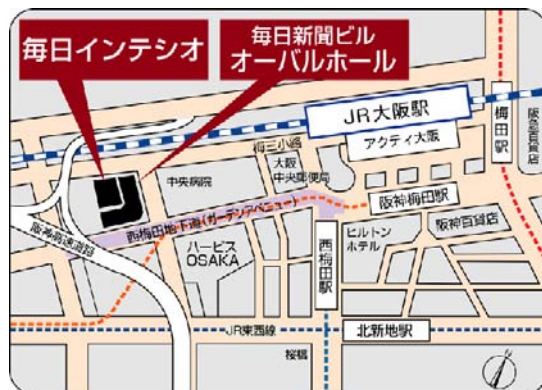 毎日インテシオ
毎日新聞ビル
オーバルホール
JR大阪駅
アクティ大阪
梅田駅
阪急百貨店
梅三小路
大阪
中央郵便局
中央病院
西梅田地下道(ガーデンアベニュー)
阪神梅田駅
阪神高速道路
ハービス
OSAKA
西梅田駅
ヒルトン
ホテル
阪神百貨店
JR東西線
北新地駅
桜橋